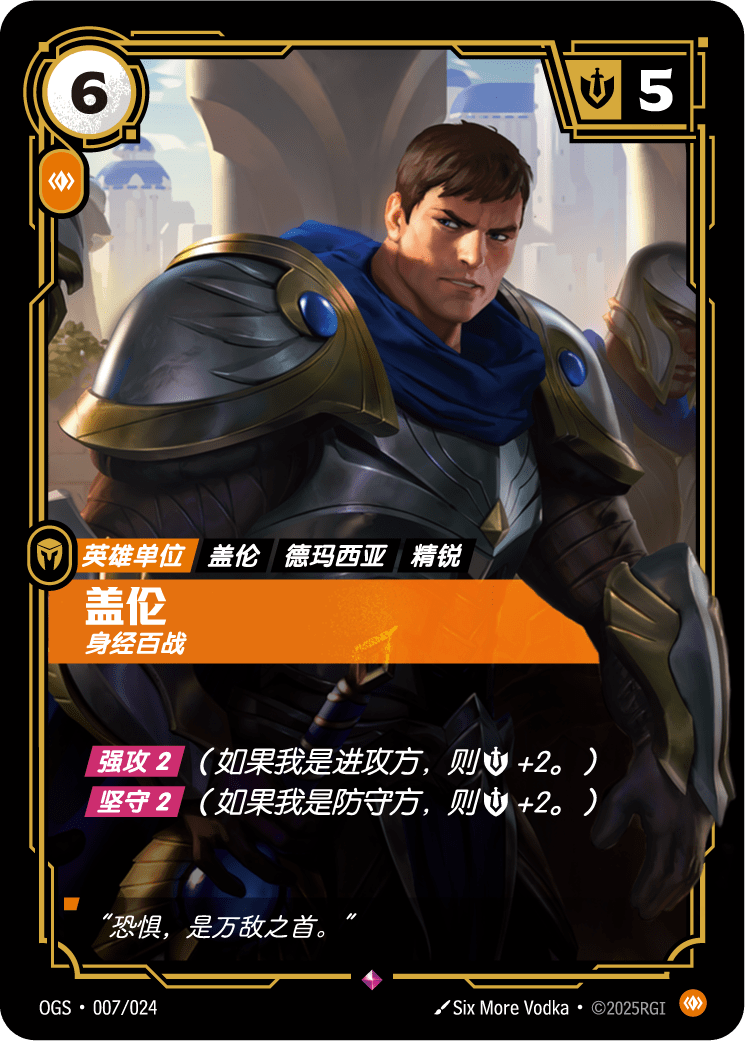 6
5
英雄单位 盖伦 德玛西亚 精锐
盖伦
身经百战
强攻 2（如果我是进攻方，则 +2。）
坚守 2（如果我是防守方，则 +2。）
“恐惧，是万敌之首。”
OGS • 007/024 Six More Vodka • ©2025RGI